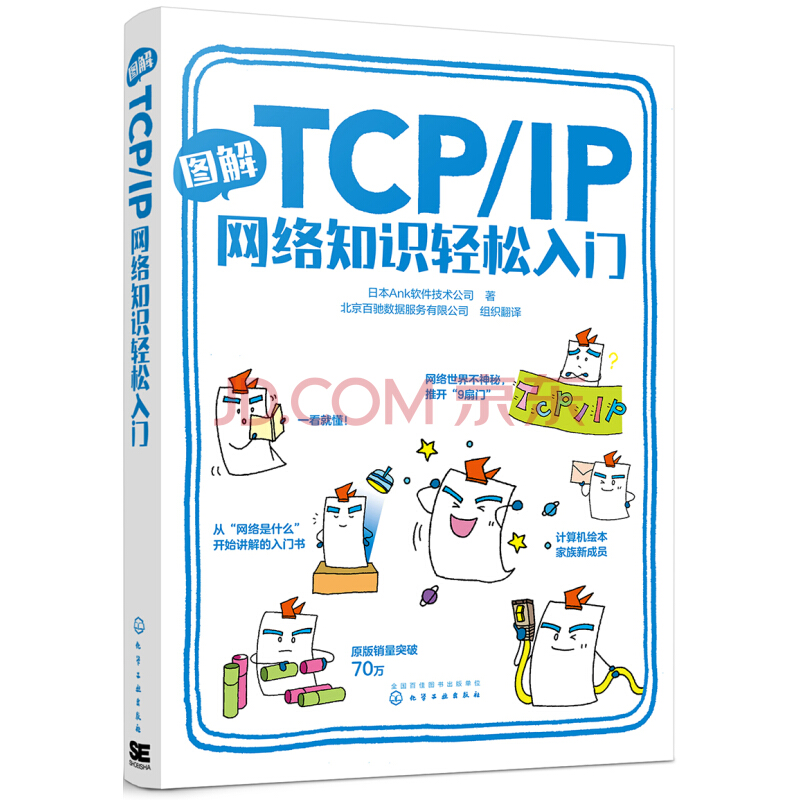 图解
TCP/IP
网络知识轻松入门
日本Ank软件技术公司 著
北京百驰数据服务有限公司 组织翻译
网络世界不神秘，
推开“9扇门”
?
TCP/IP
JD.COM 京东
一看就懂！
从“网络是什么”
开始讲解的入门书
计算机绘本
家族新成员
原版销量突破
70万
全国百佳图书出版单位
化学工业出版社
图解
TCP/IP
网络知识轻松入门
化学工业出版社
SE
SHOEISHA